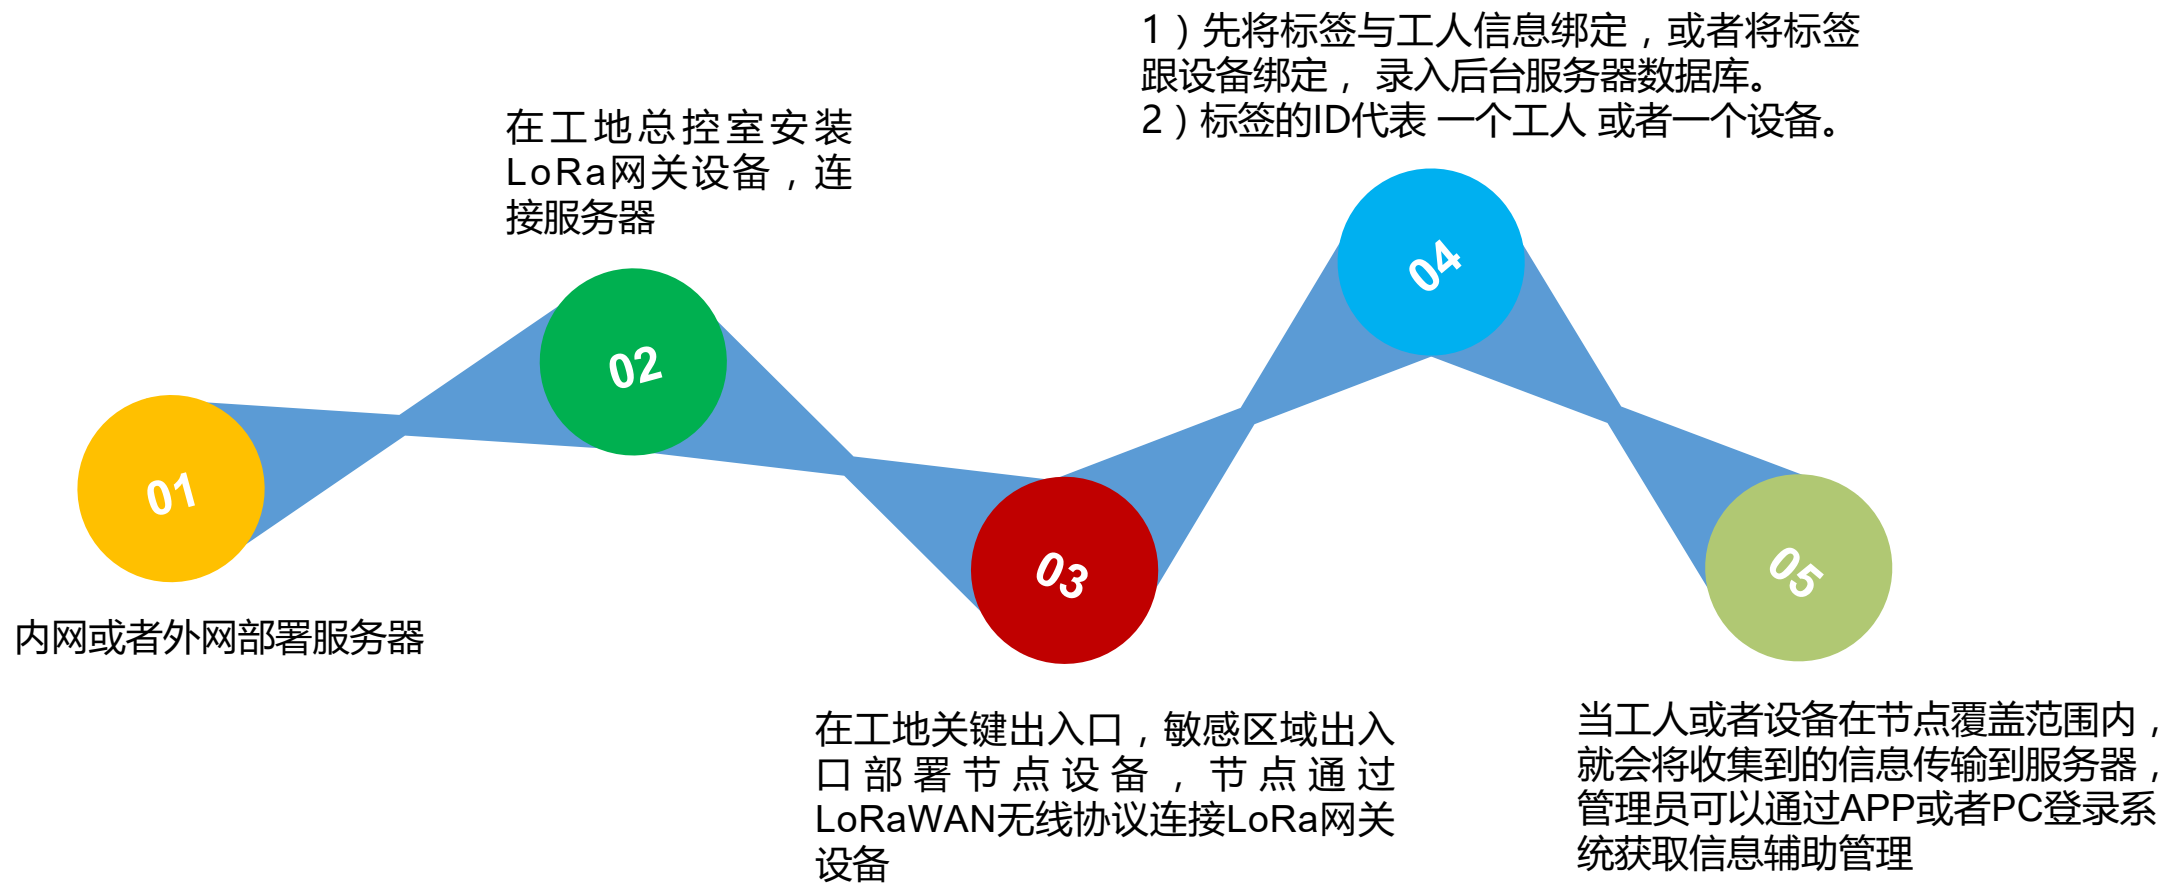 01
内网或者外网部署服务器
02
在工地总控室安装
LoRa网关设备，连
接服务器
03
在工地关键出入口，敏感区域出入
口部署节点设备，节点通过
LoRaWAN无线协议连接LoRa网关
设备
04
1）先将标签与工人信息绑定，或者将标签
跟设备绑定， 录入后台服务器数据库。
2）标签的ID代表 一个工人 或者一个设备。
05
当工人或者设备在节点覆盖范围内，
就会将收集到的信息传输到服务器，
管理员可以通过APP或者PC登录系
统获取信息辅助管理